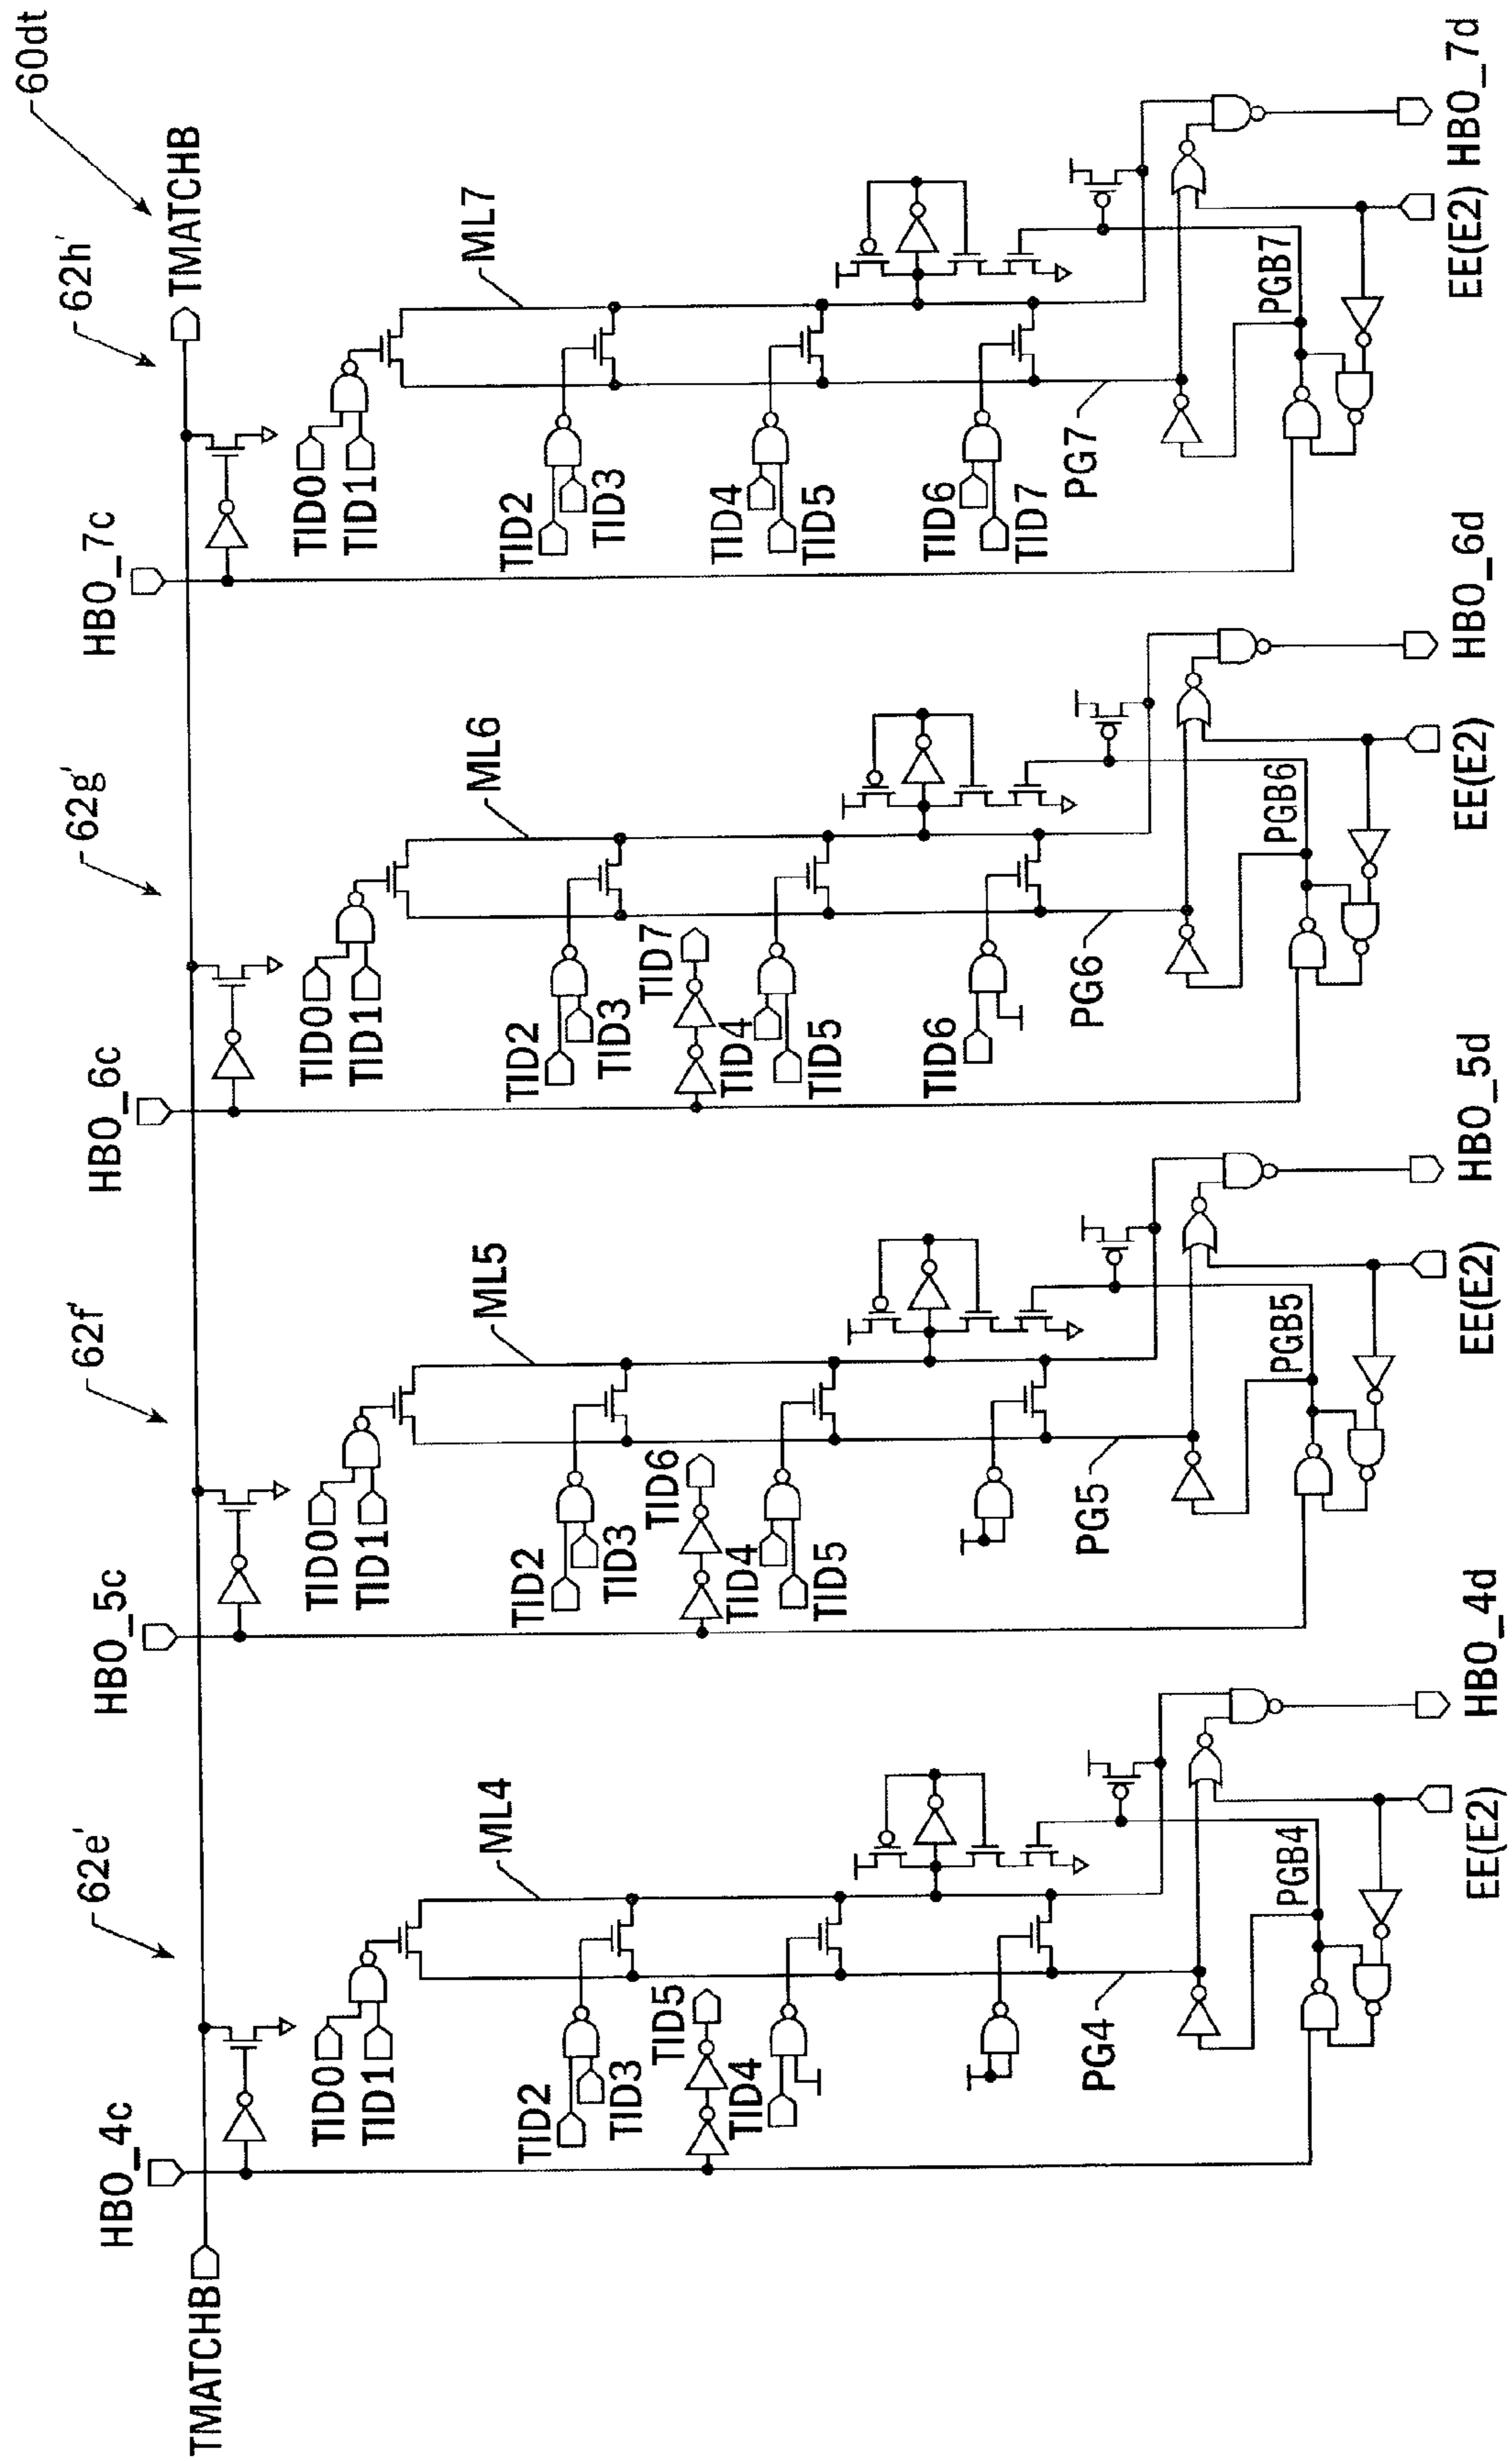 60dt
TMATCHB
62e'
62f'
62g'
62h'
TMATCHB
HBO_4c
TID0
TID1
ML4
TID2
TID3
TID5
TID4
PG4
PGB4
EE(E2)
HBO_4d
HBO_5c
TID0
TID1
ML5
TID2
TID3
TID6
TID4
TID5
PG5
PGB5
EE(E2)
HBO_5d
HBO_6c
TID0
TID1
ML6
TID2
TID3
TID7
TID4
TID5
TID6
PG6
PGB6
EE(E2)
HBO_6d
HBO_7c
TID0
TID1
ML7
TID2
TID3
TID4
TID5
TID6
TID7
PG7
PGB7
EE(E2)
HBO_7d